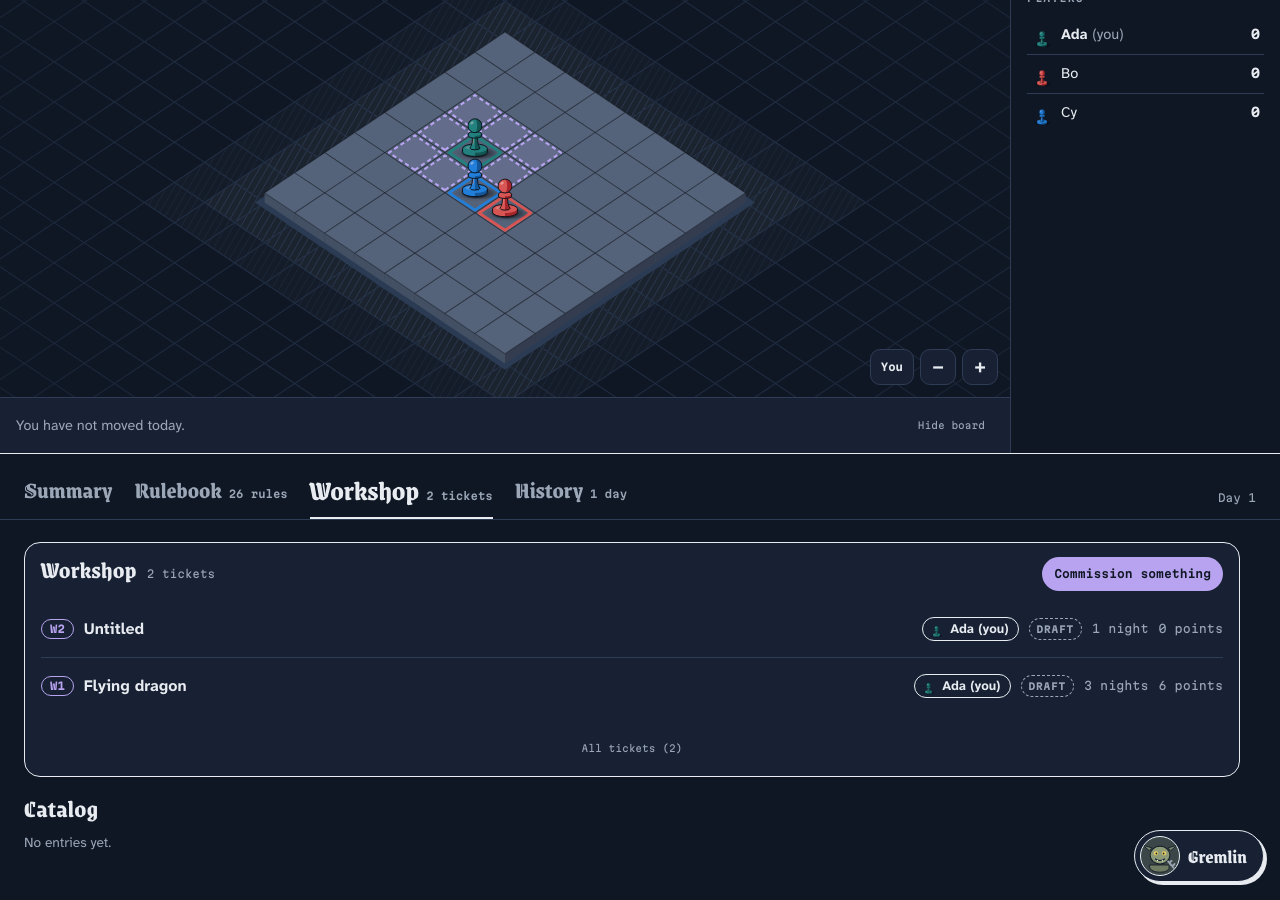 Ada (you) 0
Bo 0
Cy 0
You − +
You have not moved today. Hide board
Summary Rulebook 26 rules Workshop 2 tickets History 1 day Day 1
Workshop 2 tickets Commission something
W2 Untitled Ada (you) DRAFT 1 night 0 points
W1 Flying dragon Ada (you) DRAFT 3 nights 6 points
All tickets (2)
Catalog
No entries yet.
Gremlin